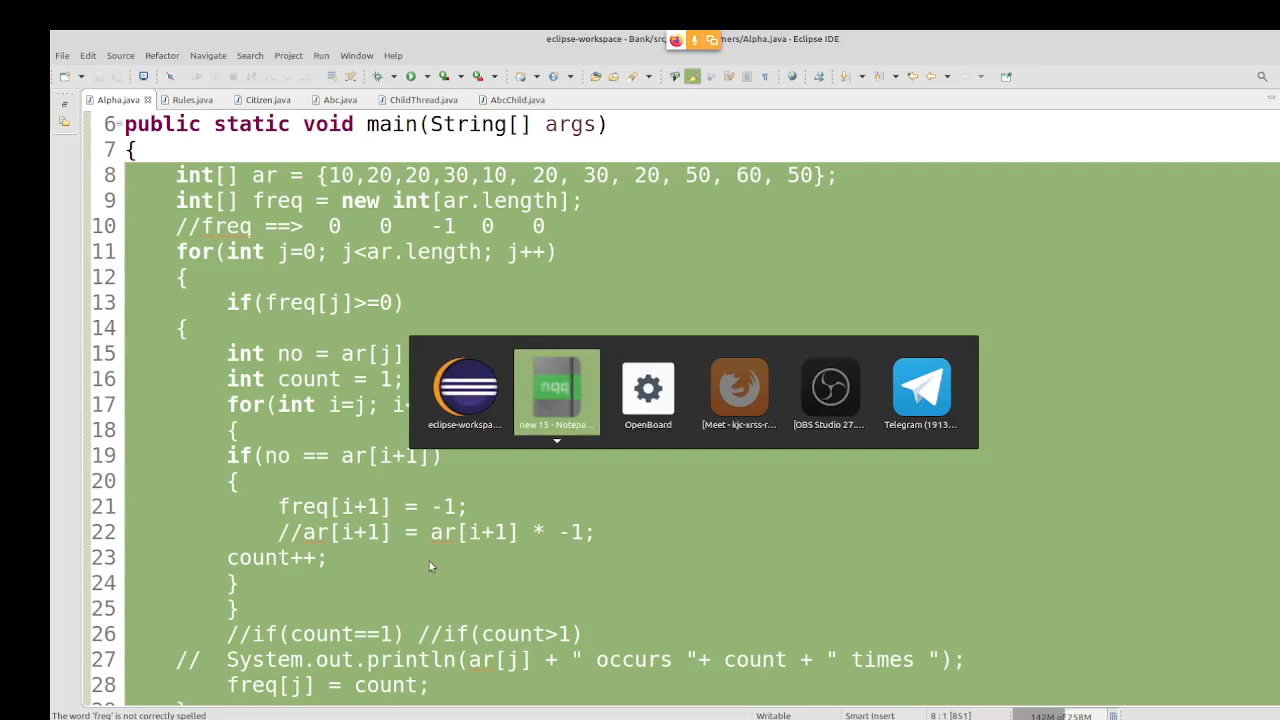 eclipse-workspace - Bank/src mers/Alpha.java - Eclipse IDE
File Edit Source Refactor Navigate Search Project Run Window Help
Alpha.java Rules.java Citizen.java Abc.java ChildThread.java AbcChild.java
6 public static void main(String[] args)
7 {
8 int[] ar = {10,20,20,30,10, 20, 30, 20, 50, 60, 50};
9 int[] freq = new int[ar.length];
10 //freq ==> 0 0 -1 0 0
11 for(int j=0; j<ar.length; j++)
12 {
13 if(freq[j]>=0)
14 {
15 int no = ar[j]
16 int count = 1;
17 for(int i=j; i
18 {
19 if(no == ar[i+1])
20 {
21 freq[i+1] = -1;
22 //ar[i+1] = ar[i+1] * -1;
23 count++;
24 }
25 }
26 //if(count==1) //if(count>1)
27 // System.out.println(ar[j] + " occurs "+ count + " times ");
28 freq[j] = count;
nqq
eclipse-workspa... new 15 - Notepa... OpenBoard [Meet - kjc-xrss-r... [OBS Studio 27.... Telegram (1913...
The word 'freq' is not correctly spelled Writable Smart Insert 8 : 1 [851] 142M of 258M